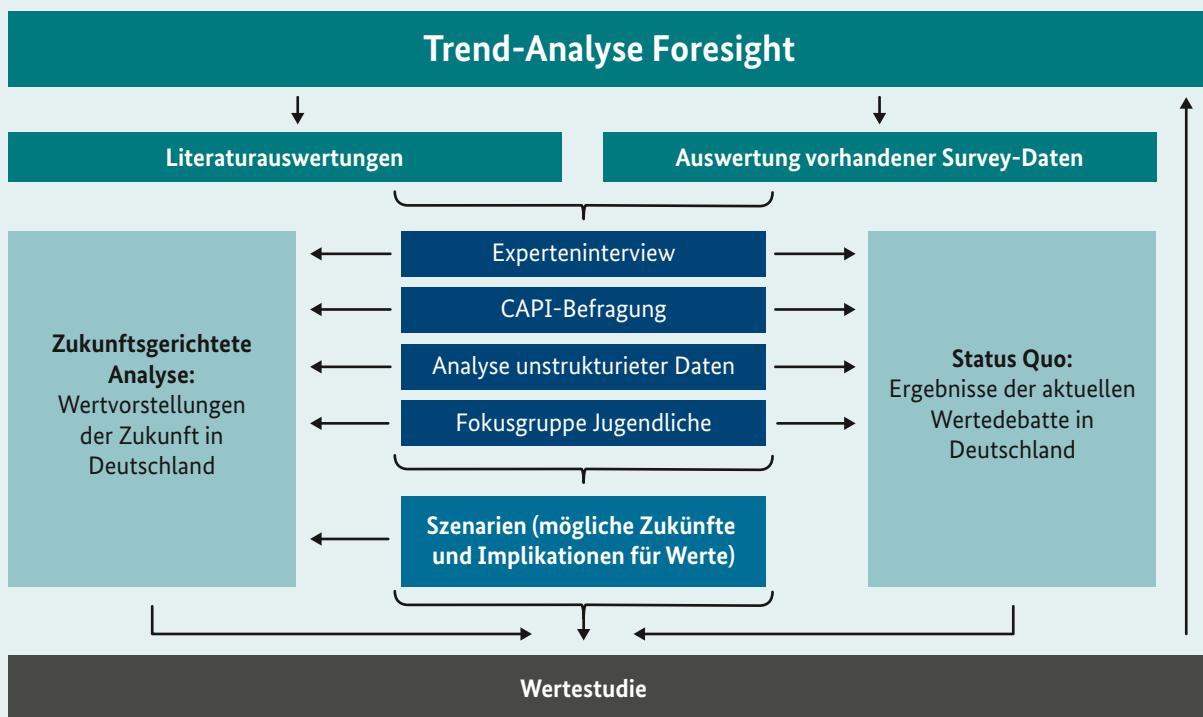 Trend-Analyse Foresight
Literaturauswertungen
Auswertung vorhandener Survey-Daten
Experteninterview
CAPI-Befragung
Analyse unstrukturierter Daten
Fokusgruppe Jugendliche
Zukunftsgerichtete
Analyse:
Wertvorstellungen
der Zukunft in
Deutschland
Status Quo:
Ergebnisse der aktuellen
Wertedebatte in
Deutschland
Szenarien (mögliche Zukünfte
und Implikationen für Werte)
Wertestudie